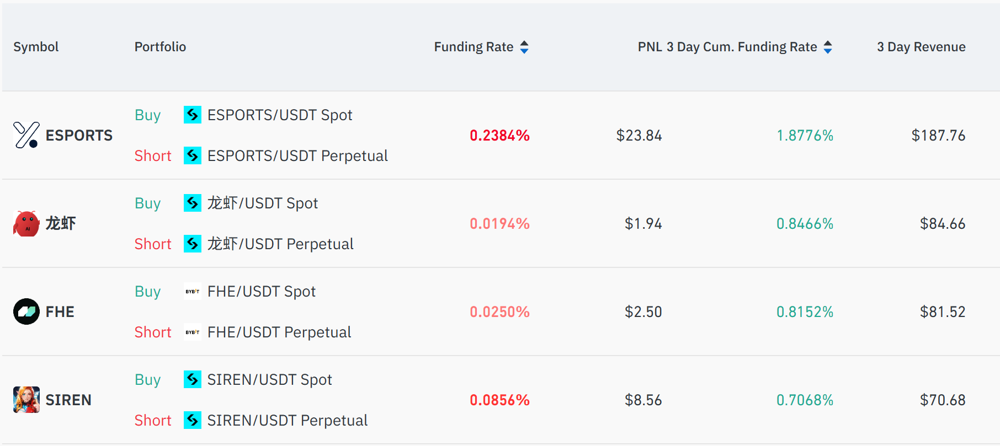 Symbol Portfolio Funding Rate PNL 3 Day Cum. Funding Rate 3 Day Revenue
Buy ESPORTS/USDT Spot
ESPORTS 0.2384% $23.84 1.8776% $187.76
Short ESPORTS/USDT Perpetual
Buy 龙虾/USDT Spot
AI 龙虾 0.0194% $1.94 0.8466% $84.66
Short 龙虾/USDT Perpetual
Buy BYBIT FHE/USDT Spot
FHE 0.0250% $2.50 0.8152% $81.52
Short BYBIT FHE/USDT Perpetual
Buy SIREN/USDT Spot
SIREN 0.0856% $8.56 0.7068% $70.68
Short SIREN/USDT Perpetual